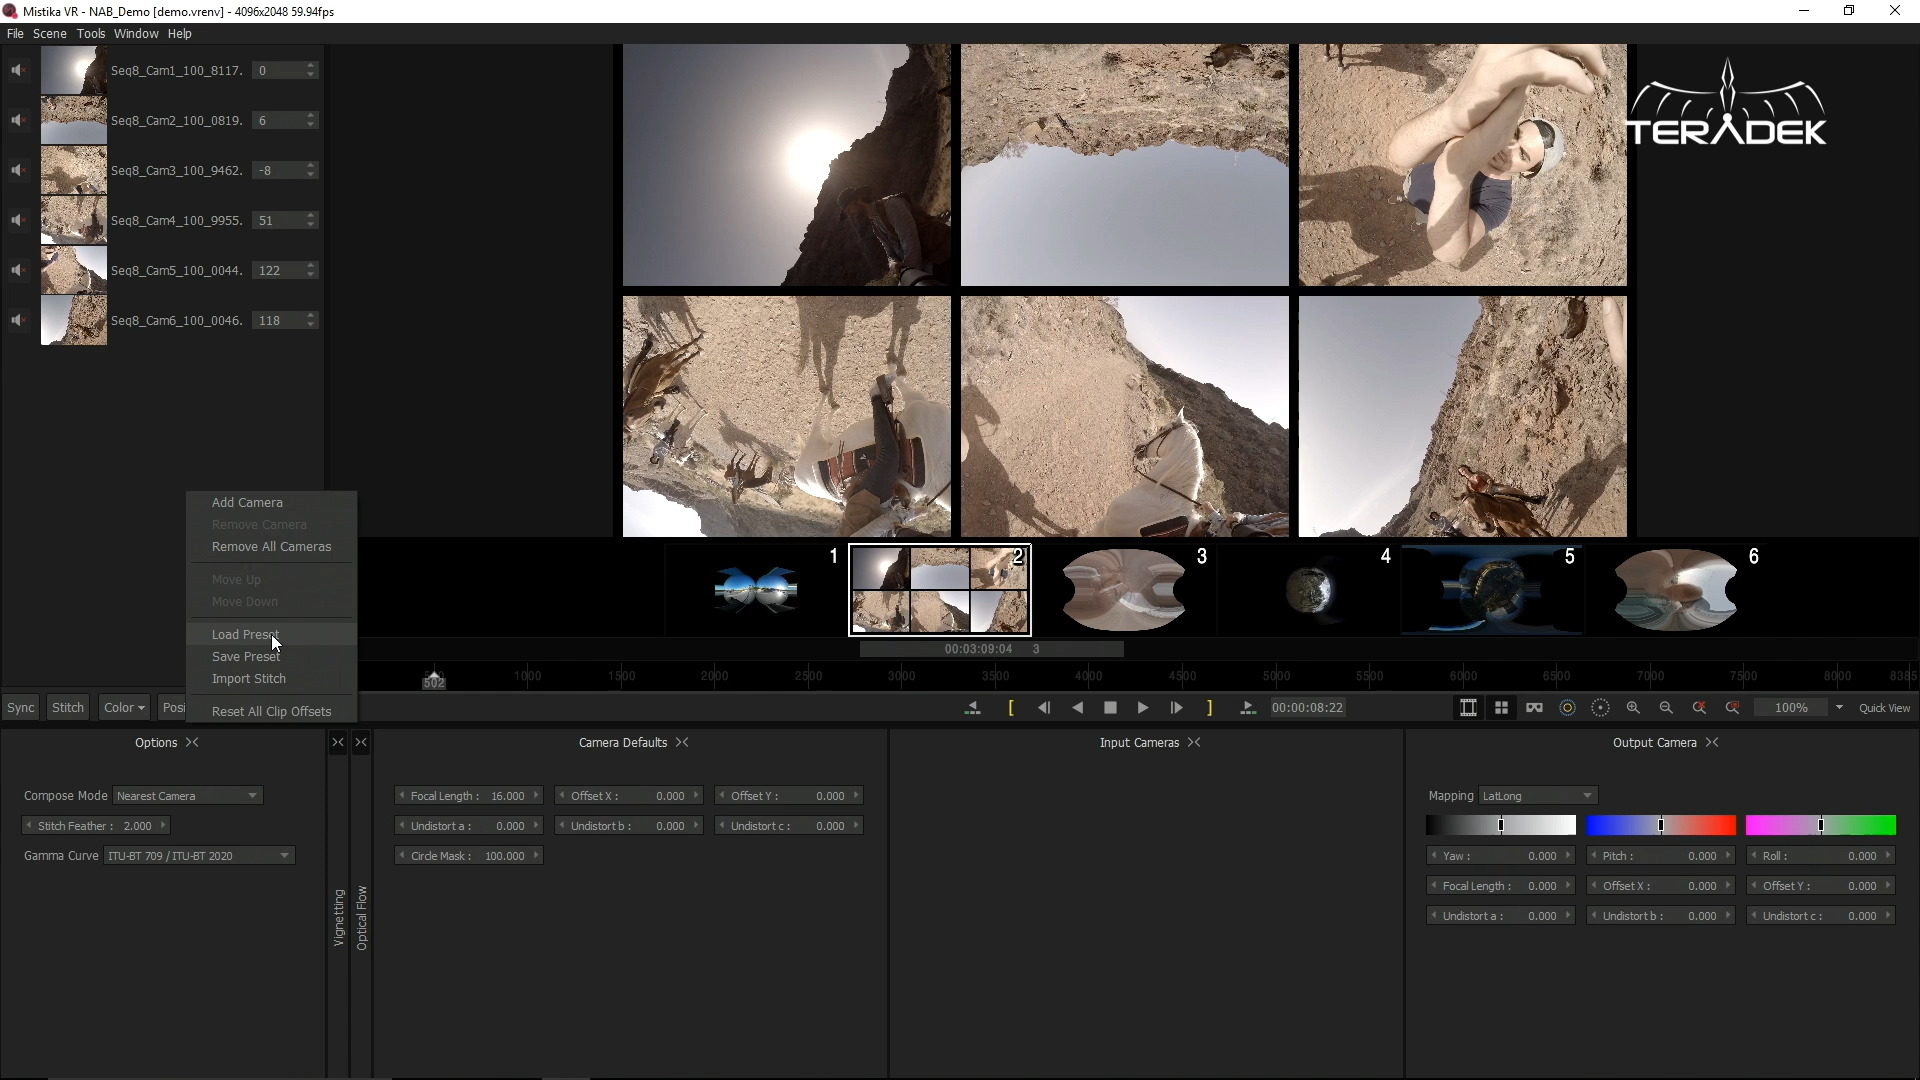 Mistika VR - NAB_Demo [demo.vrenv] - 4096x2048 59.94fps
File Scene Tools Window Help
Seq8_Cam1_100_8117. 0
Seq8_Cam2_100_0819. 6
Seq8_Cam3_100_9462. -8
Seq8_Cam4_100_9955. 51
Seq8_Cam5_100_0044. 122
Seq8_Cam6_100_0046. 118
TERADEK
Add Camera
Remove Camera
Remove All Cameras
Move Up
Move Down
Load Preset
Save Preset
Import Stitch
Reset All Clip Offsets
1 2 3 4 5 6
00:03:09:04 3
502 1000 1500 2000 2500 3000 3500 4000 4500 5000 5500 6000 6500 7000 7500 8000 8385
Sync Stitch Color Posi
[ ] 00:00:08:22 100% Quick View
Options Camera Defaults Input Cameras Output Camera
Compose Mode Nearest Camera
Stitch Feather : 2.000
Gamma Curve ITU-BT 709 / ITU-BT 2020
Vignetting
Optical Flow
Focal Length : 16.000 Offset X : 0.000 Offset Y : 0.000
Undistort a : 0.000 Undistort b : 0.000 Undistort c : 0.000
Circle Mask : 100.000
Mapping LatLong
Yaw : 0.000 Pitch : 0.000 Roll : 0.000
Focal Length : 0.000 Offset X : 0.000 Offset Y : 0.000
Undistort a : 0.000 Undistort b : 0.000 Undistort c : 0.000